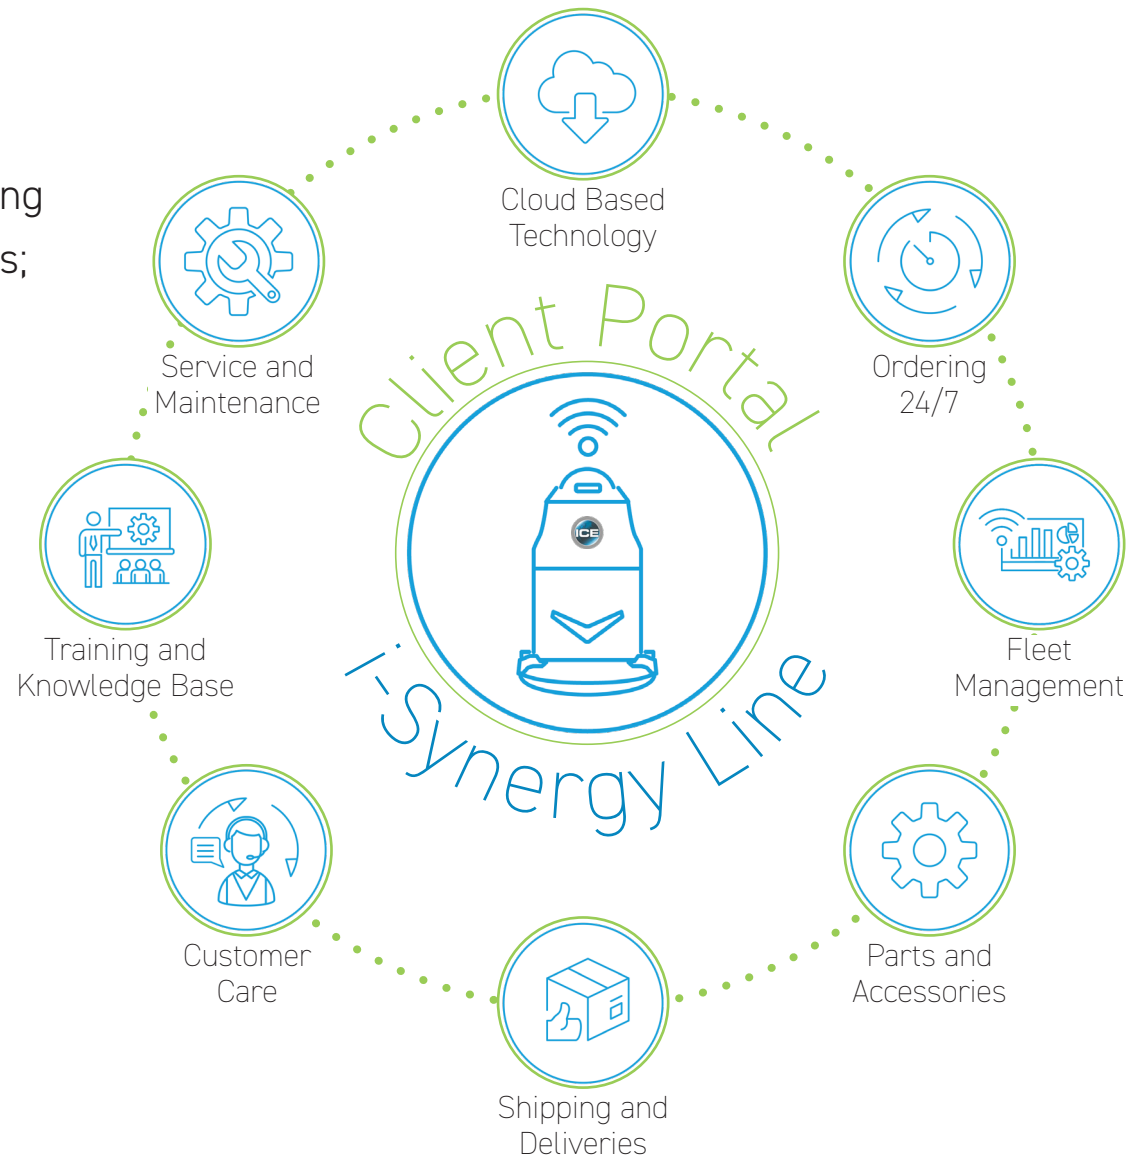 ng
s;
Cloud Based
Technology
Service and
Maintenance
Ordering
24/7
Client Portal
ICE
Training and
Knowledge Base
Fleet
Management
i-Synergy Line
Customer
Care
Parts and
Accessories
Shipping and
Deliveries